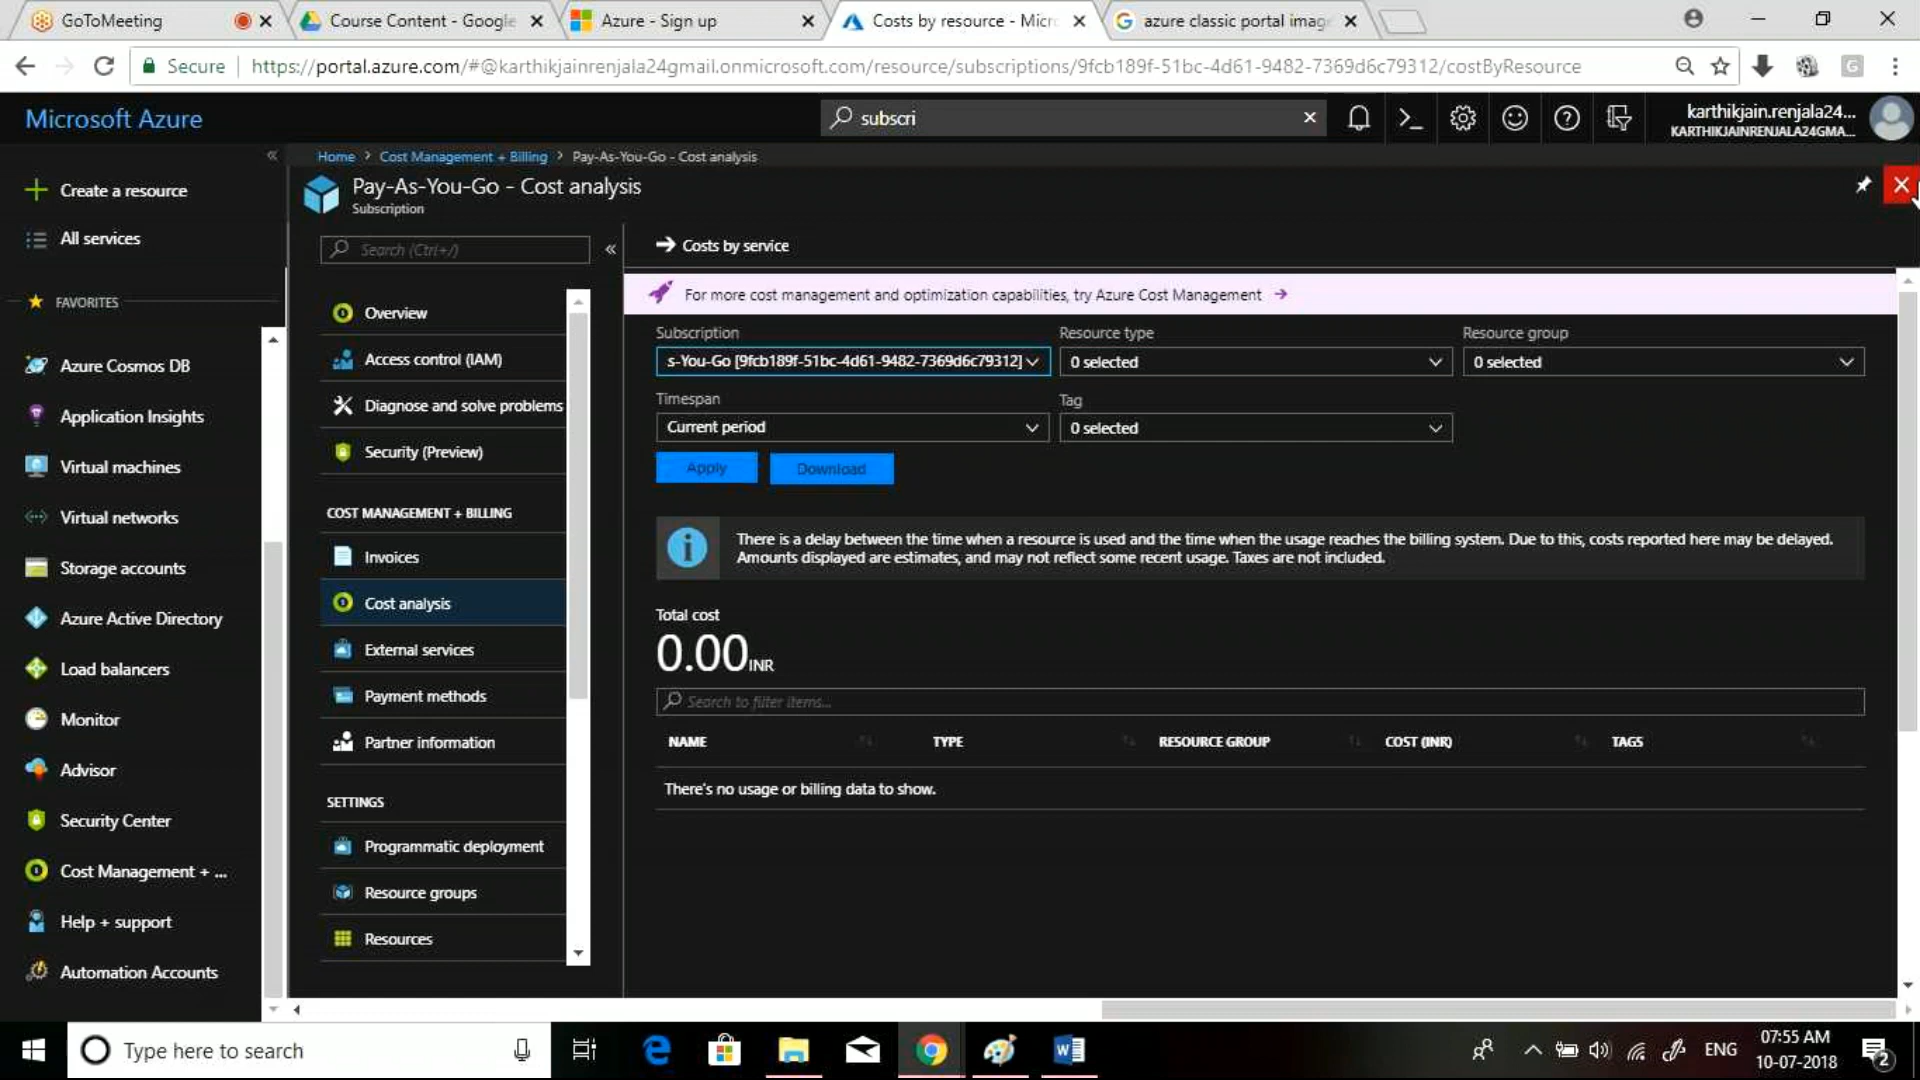 GoToMeeting
Course Content - Google
Azure - Sign up
Costs by resource - Micr
azure classic portal imag
Secure
https://portal.azure.com/#@karthikjainrenjala24gmail.onmicrosoft.com/resource/subscriptions/9fcb189f-51bc-4d61-9482-7369d6c79312/costByResource
Microsoft Azure
subscri
karthikjain.renjala24...
KARTHIKJAINRENJALA24GMA...
Home > Cost Management + Billing > Pay-As-You-Go - Cost analysis
Pay-As-You-Go - Cost analysis
Subscription
Create a resource
All services
FAVORITES
Azure Cosmos DB
Application Insights
Virtual machines
Virtual networks
Storage accounts
Azure Active Directory
Load balancers
Monitor
Advisor
Security Center
Cost Management + ...
Help + support
Automation Accounts
Search (Ctrl+/)
Overview
Access control (IAM)
Diagnose and solve problems
Security (Preview)
COST MANAGEMENT + BILLING
Invoices
Cost analysis
External services
Payment methods
Partner information
SETTINGS
Programmatic deployment
Resource groups
Resources
Costs by service
For more cost management and optimization capabilities, try Azure Cost Management
Subscription
Resource type
Resource group
s-You-Go [9fcb189f-51bc-4d61-9482-7369d6c79312]
0 selected
0 selected
Timespan
Tag
Current period
0 selected
Apply
Download
There is a delay between the time when a resource is used and the time when the usage reaches the billing system. Due to this, costs reported here may be delayed.
Amounts displayed are estimates, and may not reflect some recent usage. Taxes are not included.
Total cost
0.00 INR
Search to filter items...
NAME TYPE RESOURCE GROUP COST (INR) TAGS
There's no usage or billing data to show.
Type here to search
ENG
07:55 AM
10-07-2018
2